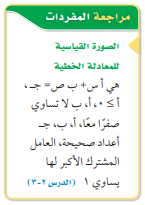 مراجعة المفردات
الصورة القياسية
للمعادلة الخطية
هي أ س + ب ص = جـ ،
أ ≥ ٠، أ، ب لا تساوي
صفرًا معًا، أ، ب، جـ
أعداد صحيحة، العامل
المشترك الأكبر لها
يساوي ١ (الدرس ٢-٣)